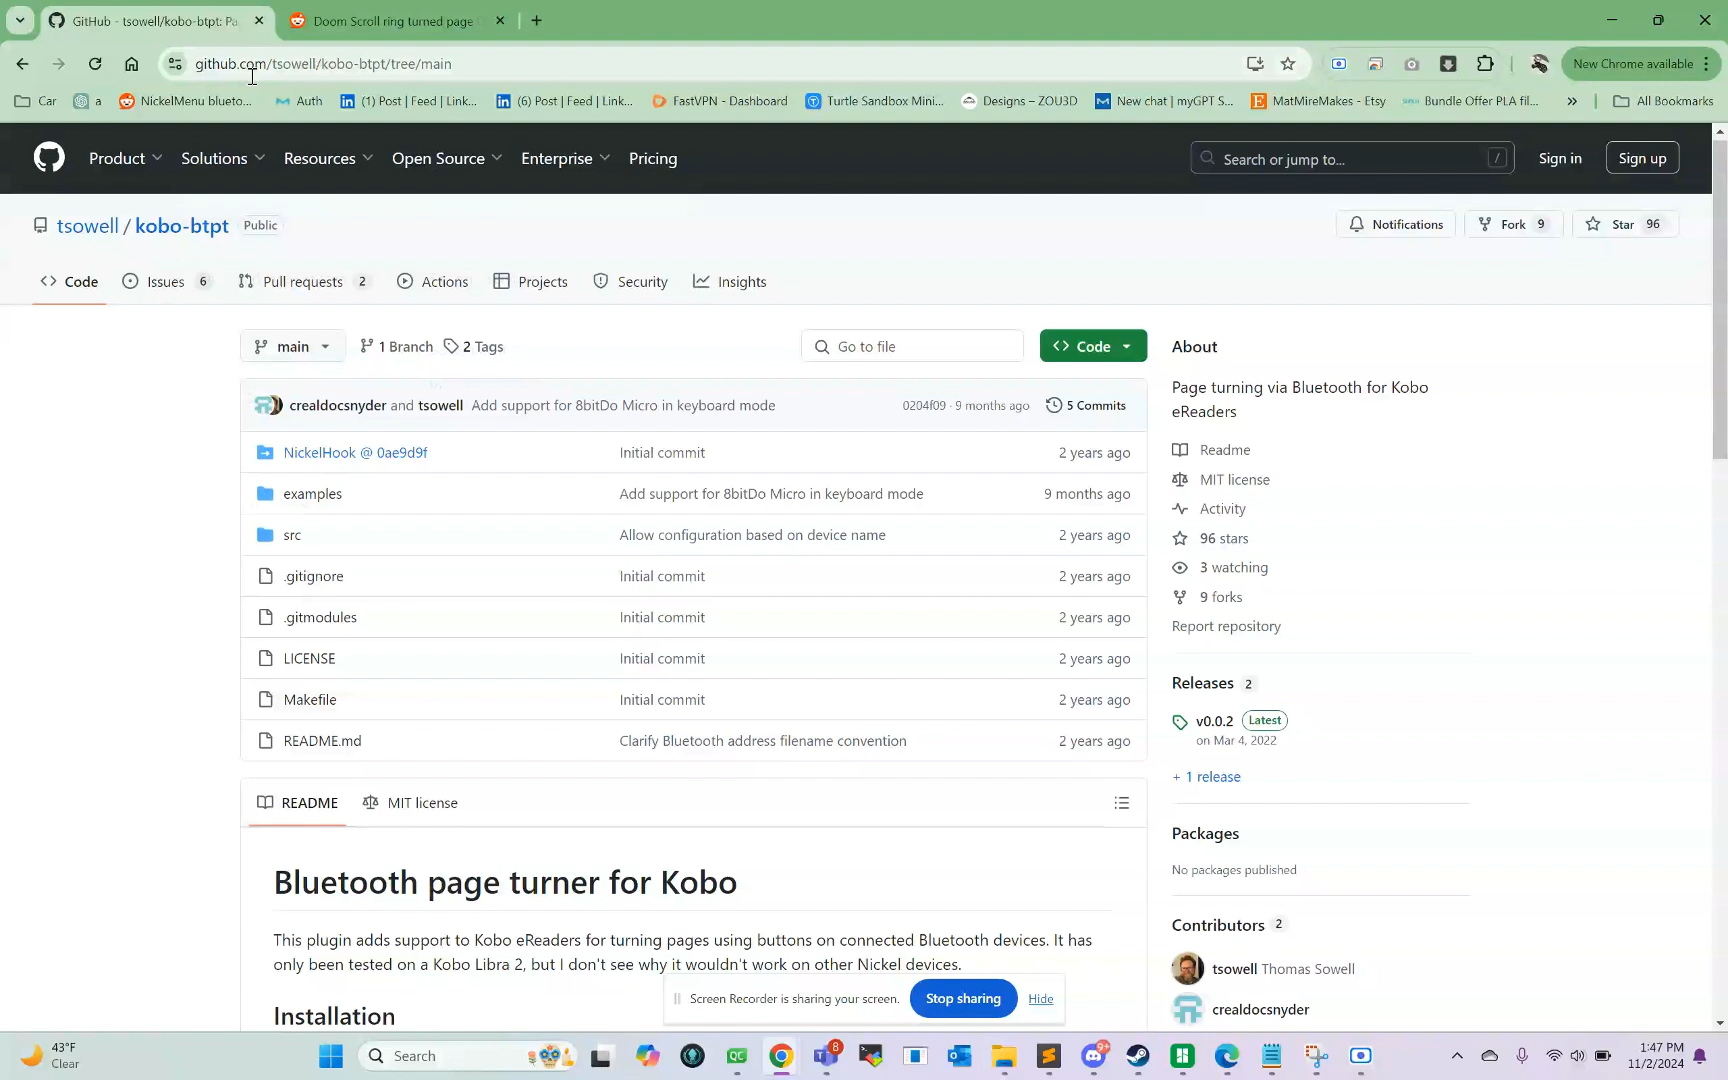 GitHub - tsowell/kobo-btpt: Pa
Doom Scroll ring turned page
github.com/tsowell/kobo-btpt/tree/main
New Chrome available
Car
a
NickelMenu blueto...
Auth
(1) Post | Feed | Link...
(6) Post | Feed | Link...
FastVPN - Dashboard
Turtle Sandbox Mini...
Designs – ZOU3D
New chat | myGPT S...
MatMireMakes - Etsy
Bundle Offer PLA fil...
»
All Bookmarks
Product
Solutions
Resources
Open Source
Enterprise
Pricing
Search or jump to...
/
Sign in
Sign up
tsowell / kobo-btpt
Public
Notifications
Fork 9
Star 96
Code
Issues 6
Pull requests 2
Actions
Projects
Security
Insights
main
1 Branch
2 Tags
Go to file
Code
crealdocsnyder and tsowell Add support for 8bitDo Micro in keyboard mode
0204f09 · 9 months ago
5 Commits
NickelHook @ 0ae9d9f
Initial commit
2 years ago
examples
Add support for 8bitDo Micro in keyboard mode
9 months ago
src
Allow configuration based on device name
2 years ago
.gitignore
Initial commit
2 years ago
.gitmodules
Initial commit
2 years ago
LICENSE
Initial commit
2 years ago
Makefile
Initial commit
2 years ago
README.md
Clarify Bluetooth address filename convention
2 years ago
README
MIT license
Bluetooth page turner for Kobo
This plugin adds support to Kobo eReaders for turning pages using buttons on connected Bluetooth devices. It has
only been tested on a Kobo Libra 2, but I don't see why it wouldn't work on other Nickel devices.
Installation
About
Page turning via Bluetooth for Kobo
eReaders
Readme
MIT license
Activity
96 stars
3 watching
9 forks
Report repository
Releases 2
v0.0.2 Latest
on Mar 4, 2022
+ 1 release
Packages
No packages published
Contributors 2
tsowell Thomas Sowell
crealdocsnyder
Screen Recorder is sharing your screen.
Stop sharing
Hide
43°F
Clear
Search
QC
8
9+
1:47 PM
11/2/2024